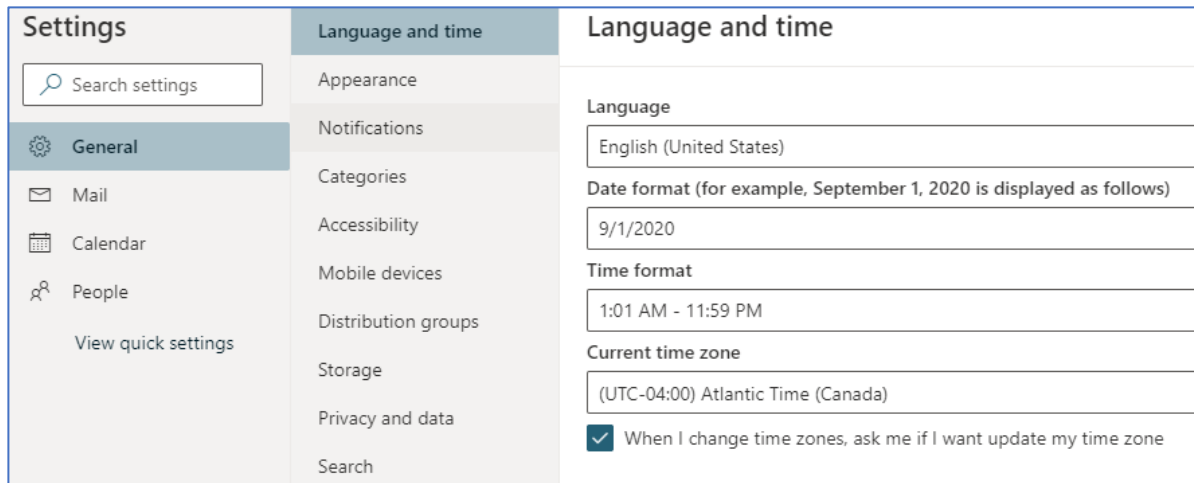 Settings
Search settings
General
Mail
Calendar
People
View quick settings
Language and time
Appearance
Notifications
Categories
Accessibility
Mobile devices
Distribution groups
Storage
Privacy and data
Search
Language and time
Language
English (United States)
Date format (for example, September 1, 2020 is displayed as follows)
9/1/2020
Time format
1:01 AM - 11:59 PM
Current time zone
(UTC-04:00) Atlantic Time (Canada)
When I change time zones, ask me if I want update my time zone